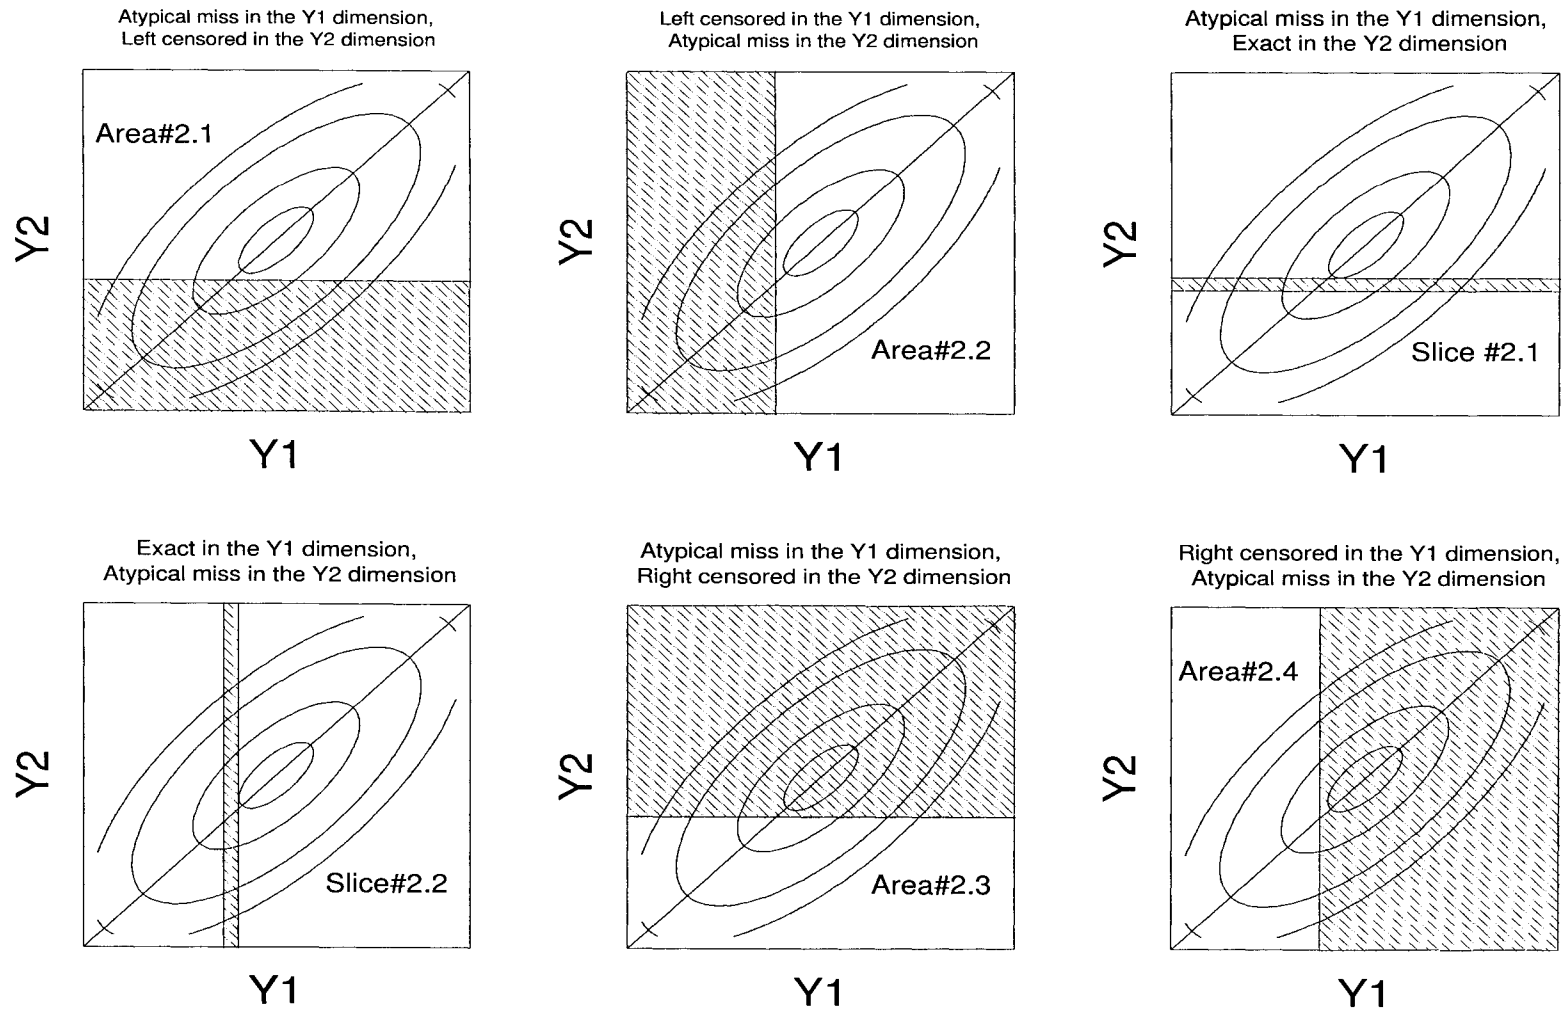 Atypical miss in the Y1 dimension,
Left censored in the Y2 dimension
Area#2.1
Y2
Y1
Left censored in the Y1 dimension,
Atypical miss in the Y2 dimension
Area#2.2
Y2
Y1
Atypical miss in the Y1 dimension,
Exact in the Y2 dimension
Slice #2.1
Y2
Y1
Exact in the Y1 dimension,
Atypical miss in the Y2 dimension
Slice#2.2
Y2
Y1
Atypical miss in the Y1 dimension,
Right censored in the Y2 dimension
Area#2.3
Y2
Y1
Right censored in the Y1 dimension,
Atypical miss in the Y2 dimension
Area#2.4
Y2
Y1